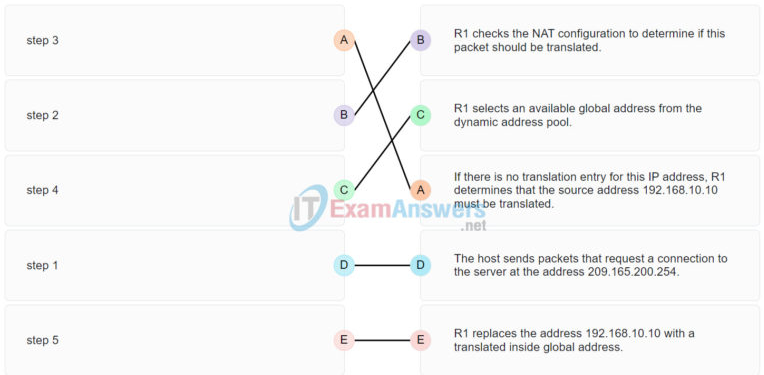 step 3
A
B
R1 checks the NAT configuration to determine if this
packet should be translated.
step 2
B
C
R1 selects an available global address from the
dynamic address pool.
step 4
C
A
If there is no translation entry for this IP address, R1
determines that the source address 192.168.10.10
must be translated.
ITExamAnswers
.net
step 1
D
D
The host sends packets that request a connection to
the server at the address 209.165.200.254.
step 5
E
E
R1 replaces the address 192.168.10.10 with a
translated inside global address.